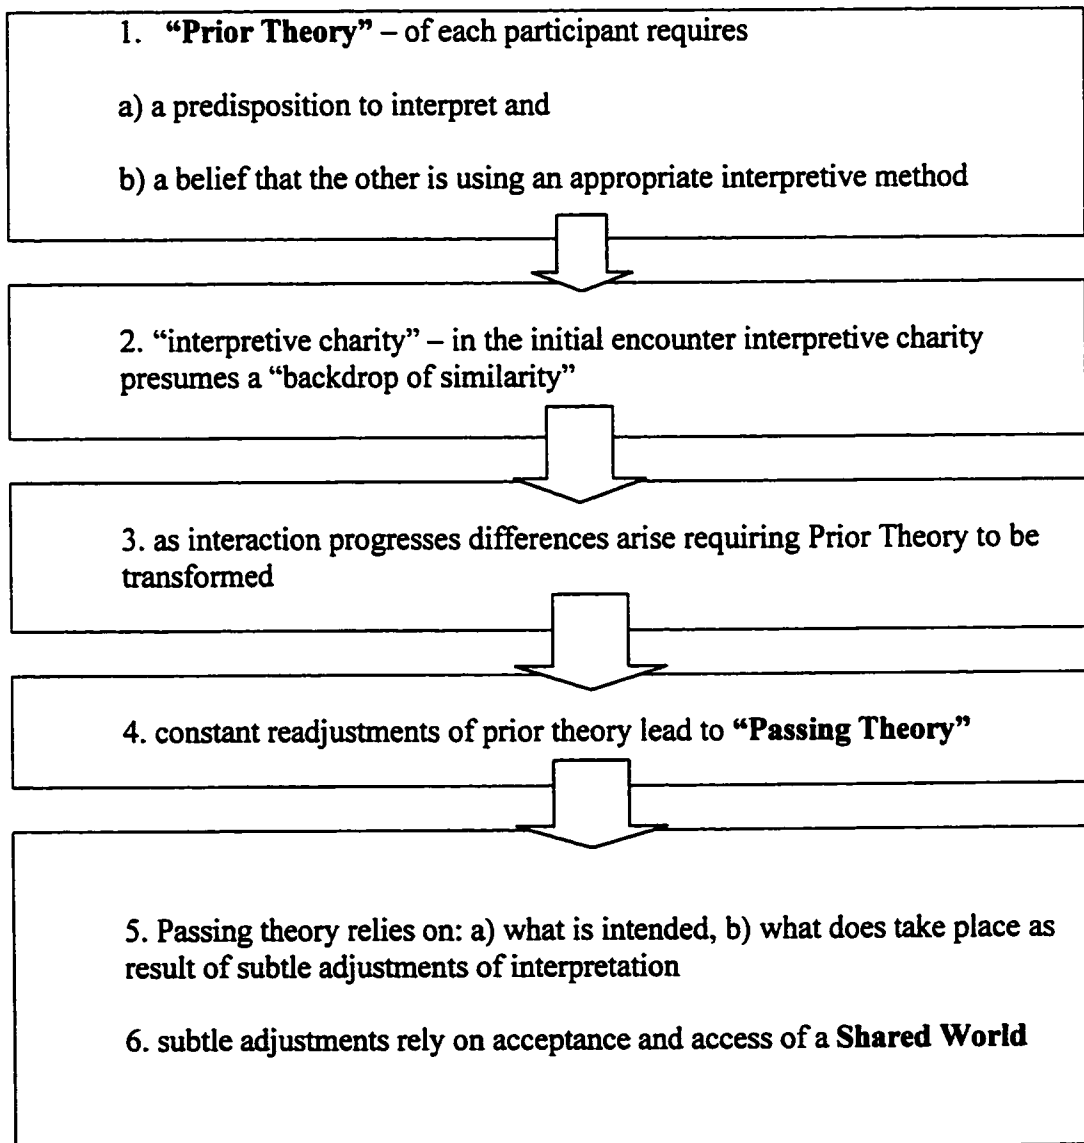 1. “Prior Theory” – of each participant requires
a) a predisposition to interpret and
b) a belief that the other is using an appropriate interpretive method
2. “interpretive charity” – in the initial encounter interpretive charity
presumes a “backdrop of similarity”
3. as interaction progresses differences arise requiring Prior Theory to be
transformed
4. constant readjustments of prior theory lead to “Passing Theory”
5. Passing theory relies on: a) what is intended, b) what does take place as
result of subtle adjustments of interpretation
6. subtle adjustments rely on acceptance and access of a Shared World